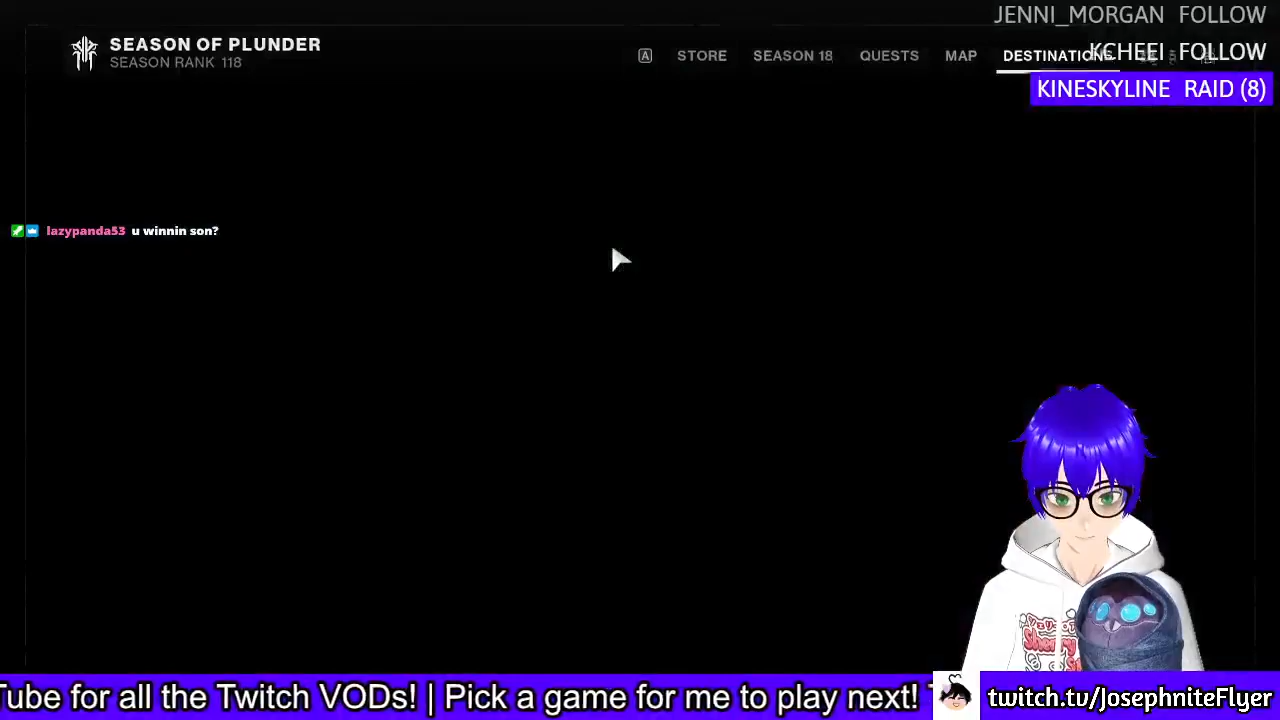 JENNI_MORGAN FOLLOW
SEASON OF PLUNDER
SEASON RANK 118
A STORE SEASON 18 QUESTS MAP DESTINATIONS
KCHEEI FOLLOW
KINESKYLINE RAID (8)
lazypanda53 u winnin son?
Sherry
Tube for all the Twitch VODs! | Pick a game for me to play next!
twitch.tv/JosephniteFlyer